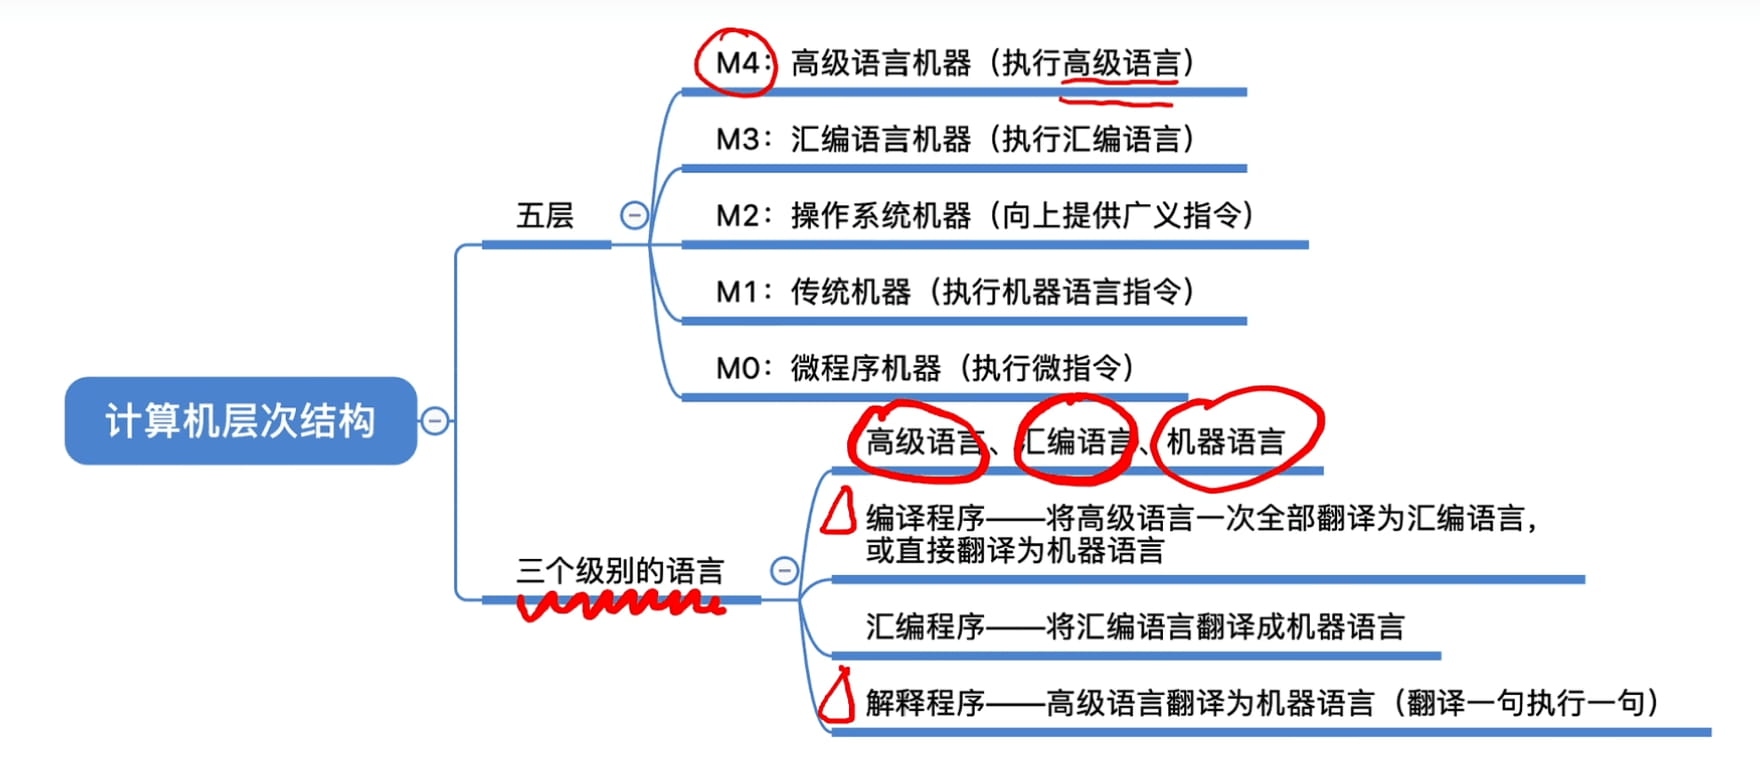 M4：高级语言机器（执行高级语言）
M3：汇编语言机器（执行汇编语言）
五层
M2：操作系统机器（向上提供广义指令）
M1：传统机器（执行机器语言指令）
M0：微程序机器（执行微指令）
计算机层次结构
高级语言、汇编语言、机器语言
编译程序——将高级语言一次全部翻译为汇编语言，
或直接翻译为机器语言
三个级别的语言
汇编程序——将汇编语言翻译成机器语言
解释程序——高级语言翻译为机器语言（翻译一句执行一句）